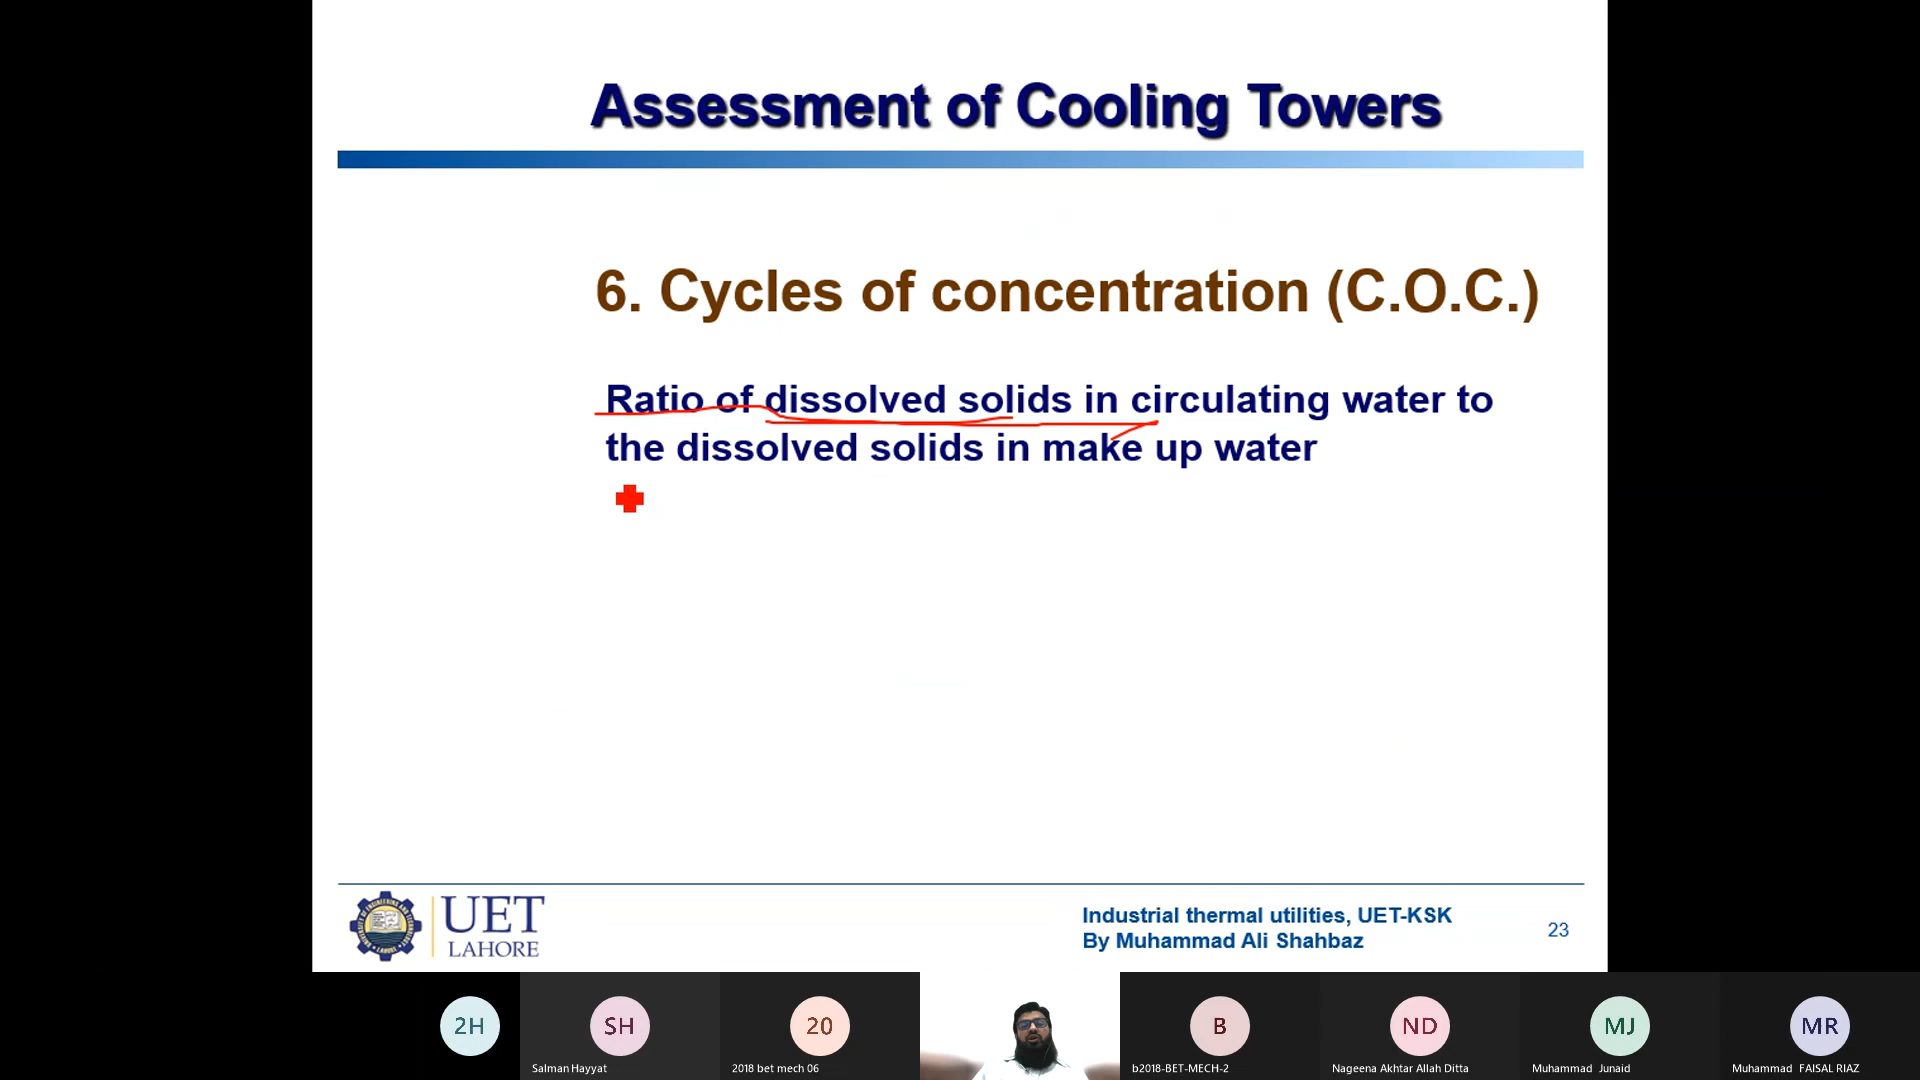 Assessment of Cooling Towers
6. Cycles of concentration (C.O.C.)
Ratio of dissolved solids in circulating water to
the dissolved solids in make up water
UET
LAHORE
Industrial thermal utilities, UET-KSK
By Muhammad Ali Shahbaz
23
2H
SH
20
B
ND
MJ
MR
Salman Hayyat
2018 bet mech 06
b2018-BET-MECH-2
Nageena Akhtar Allah Ditta
Muhammad Junaid
Muhammad FAISAL RIAZ